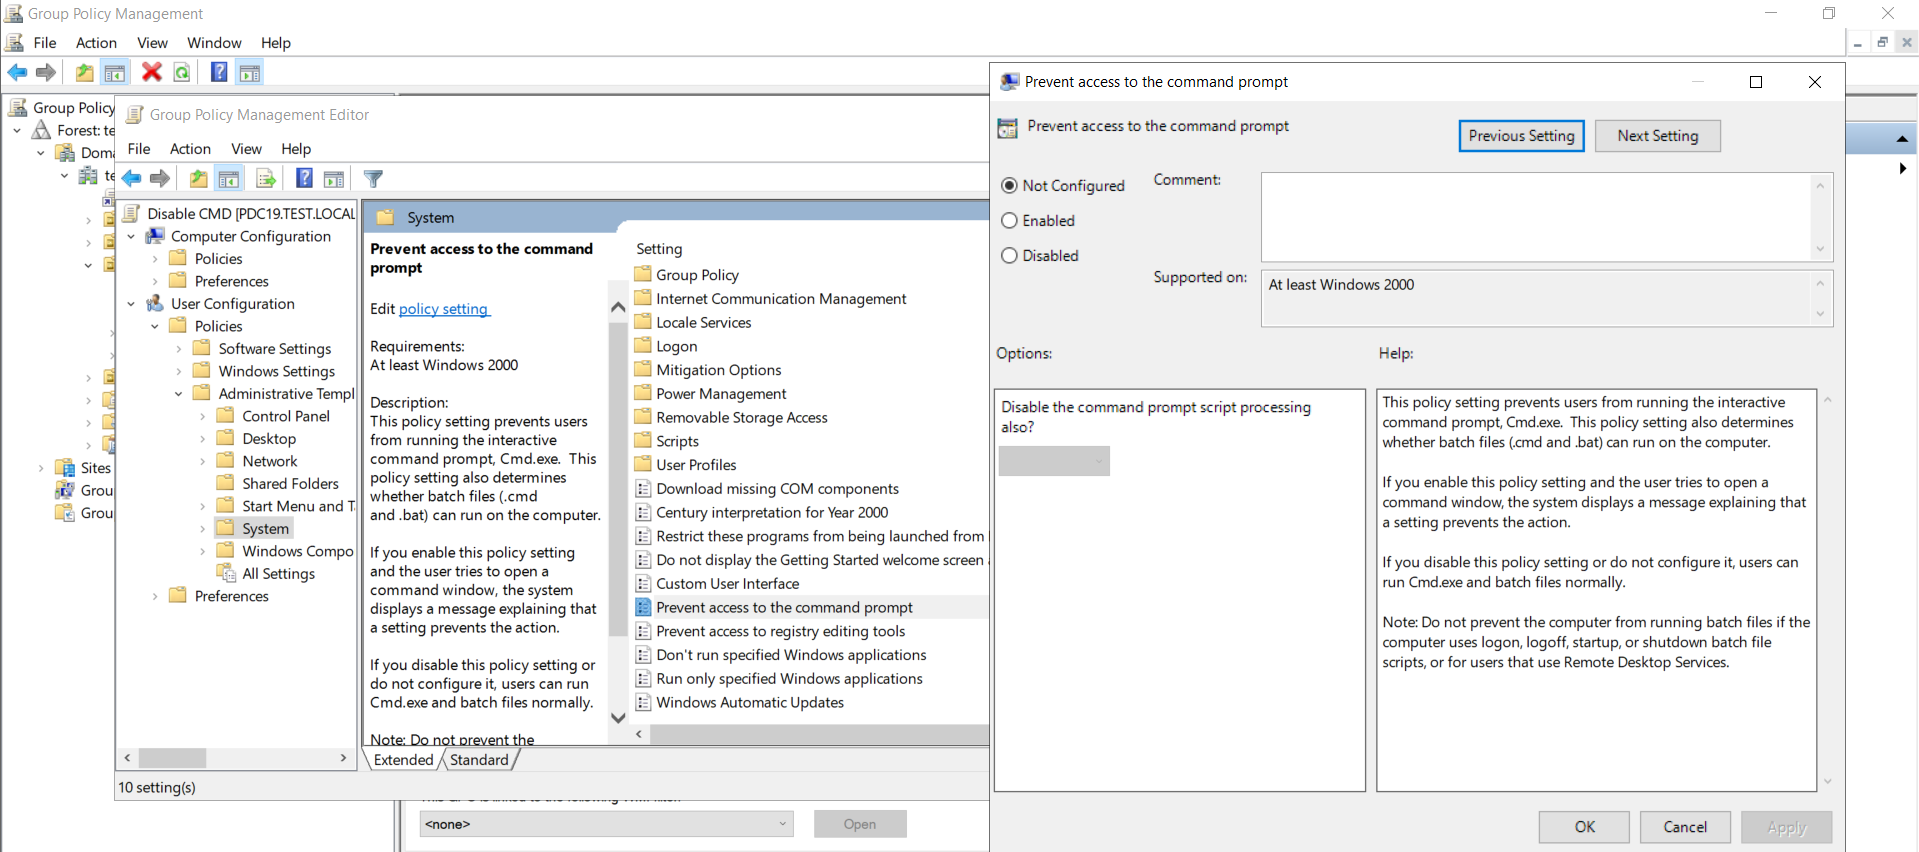 Group Policy Management
File Action View Window Help
Group Policy
Forest: te
Doma
te
Sites
Grou
Grou
Group Policy Management Editor
File Action View Help
Disable CMD [PDC19.TEST.LOCAL
Computer Configuration
Policies
Preferences
User Configuration
Policies
Software Settings
Windows Settings
Administrative Templ
Control Panel
Desktop
Network
Shared Folders
Start Menu and T
System
Windows Compo
All Settings
Preferences
System
Prevent access to the command
prompt
Edit policy setting
Requirements:
At least Windows 2000
Description:
This policy setting prevents users
from running the interactive
command prompt, Cmd.exe.  This
policy setting also determines
whether batch files (.cmd
and .bat) can run on the computer.
If you enable this policy setting
and the user tries to open a
command window, the system
displays a message explaining that
a setting prevents the action.
If you disable this policy setting or
do not configure it, users can run
Cmd.exe and batch files normally.
Note: Do not prevent the
Setting
Group Policy
Internet Communication Management
Locale Services
Logon
Mitigation Options
Power Management
Removable Storage Access
Scripts
User Profiles
Download missing COM components
Century interpretation for Year 2000
Restrict these programs from being launched from
Do not display the Getting Started welcome screen
Custom User Interface
Prevent access to the command prompt
Prevent access to registry editing tools
Don't run specified Windows applications
Run only specified Windows applications
Windows Automatic Updates
Extended Standard
10 setting(s)
<none> Open
Prevent access to the command prompt
Prevent access to the command prompt
Previous Setting Next Setting
Not Configured
Enabled
Disabled
Comment:
Supported on: At least Windows 2000
Options:
Disable the command prompt script processing
also?
Help:
This policy setting prevents users from running the interactive
command prompt, Cmd.exe.  This policy setting also determines
whether batch files (.cmd and .bat) can run on the computer.
If you enable this policy setting and the user tries to open a
command window, the system displays a message explaining that
a setting prevents the action.
If you disable this policy setting or do not configure it, users can
run Cmd.exe and batch files normally.
Note: Do not prevent the computer from running batch files if the
computer uses logon, logoff, startup, or shutdown batch file
scripts, or for users that use Remote Desktop Services.
OK Cancel Apply